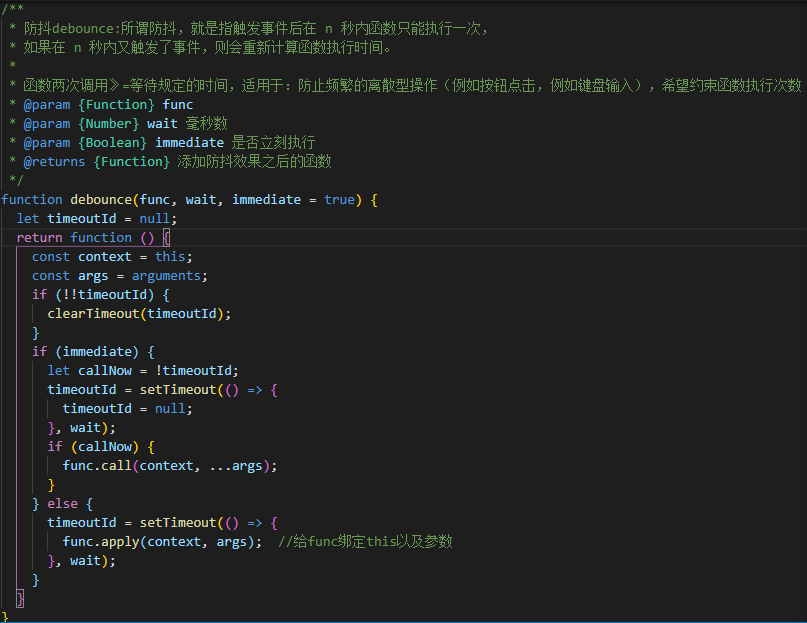 /**
 * 防抖debounce:所谓防抖，就是指触发事件后在 n 秒内函数只能执行一次，
 * 如果在 n 秒内又触发了事件，则会重新计算函数执行时间。
 *
 * 函数两次调用》=等待规定的时间，适用于：防止频繁的离散型操作（例如按钮点击，例如键盘输入），希望约束函数执行次数
 * @param {Function} func
 * @param {Number} wait 毫秒数
 * @param {Boolean} immediate 是否立刻执行
 * @returns {Function} 添加防抖效果之后的函数
 */
function debounce(func, wait, immediate = true) {
  let timeoutId = null;
  return function () {
    const context = this;
    const args = arguments;
    if (!!timeoutId) {
      clearTimeout(timeoutId);
    }
    if (immediate) {
      let callNow = !timeoutId;
      timeoutId = setTimeout(() => {
        timeoutId = null;
      }, wait);
      if (callNow) {
        func.call(context, ...args);
      }
    } else {
      timeoutId = setTimeout(() => {
        func.apply(context, args);  //给func绑定this以及参数
      }, wait);
    }
  }
}